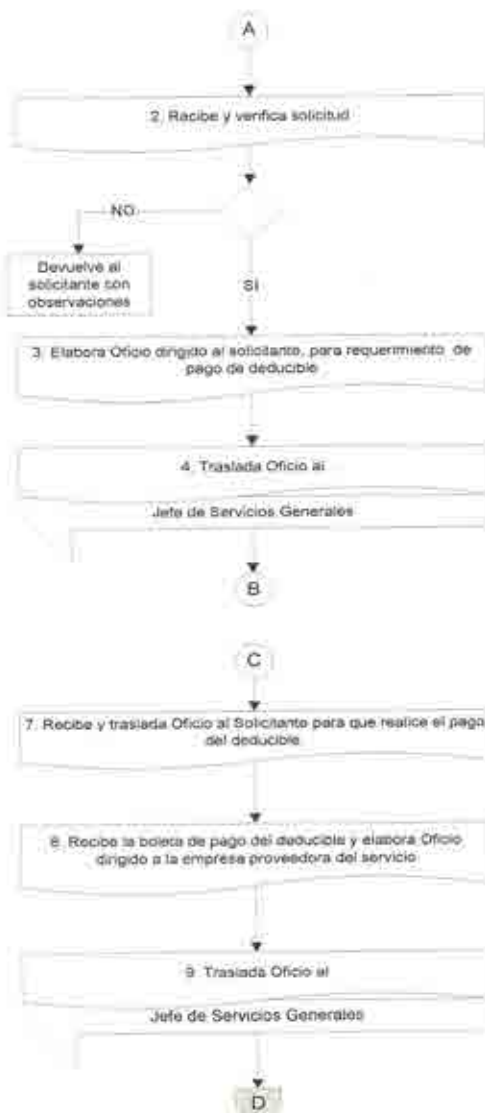 A
2. Recibe y verifica solicitud
NO
Devuelve al
solicitante con
observaciones
SI
3. Elabora Oficio dirigido al solicitante, para requerimiento de
pago de deducible
4. Traslada Oficio al
Jefe de Servicios Generales
B
C
7. Recibe y traslada Oficio al Solicitante para que realice el pago
del deducible
8. Recibe la boleta de pago del deducible y elabora Oficio
dirigido a la empresa proveedora del servicio
9. Traslada Oficio al
Jefe de Servicios Generales
D